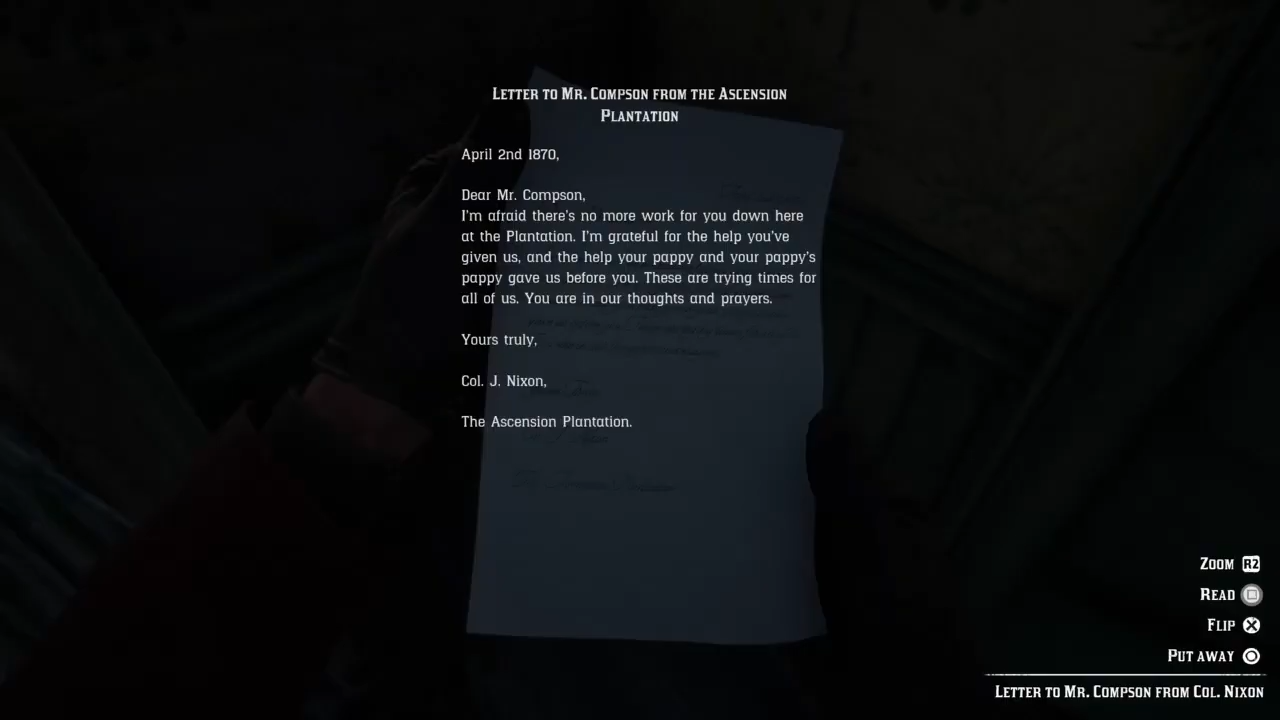 Letter to Mr. Compson from the Ascension
Plantation
April 2nd 1870,
Dear Mr. Compson,
I'm afraid there's no more work for you down here
at the Plantation. I'm grateful for the help you've
given us, and the help your pappy and your pappy's
pappy gave us before you. These are trying times for
all of us. You are in our thoughts and prayers.
Yours truly,
Col. J. Nixon,
The Ascension Plantation.
Zoom R2
Read
Flip
Put away
Letter to Mr. Compson from Col. Nixon